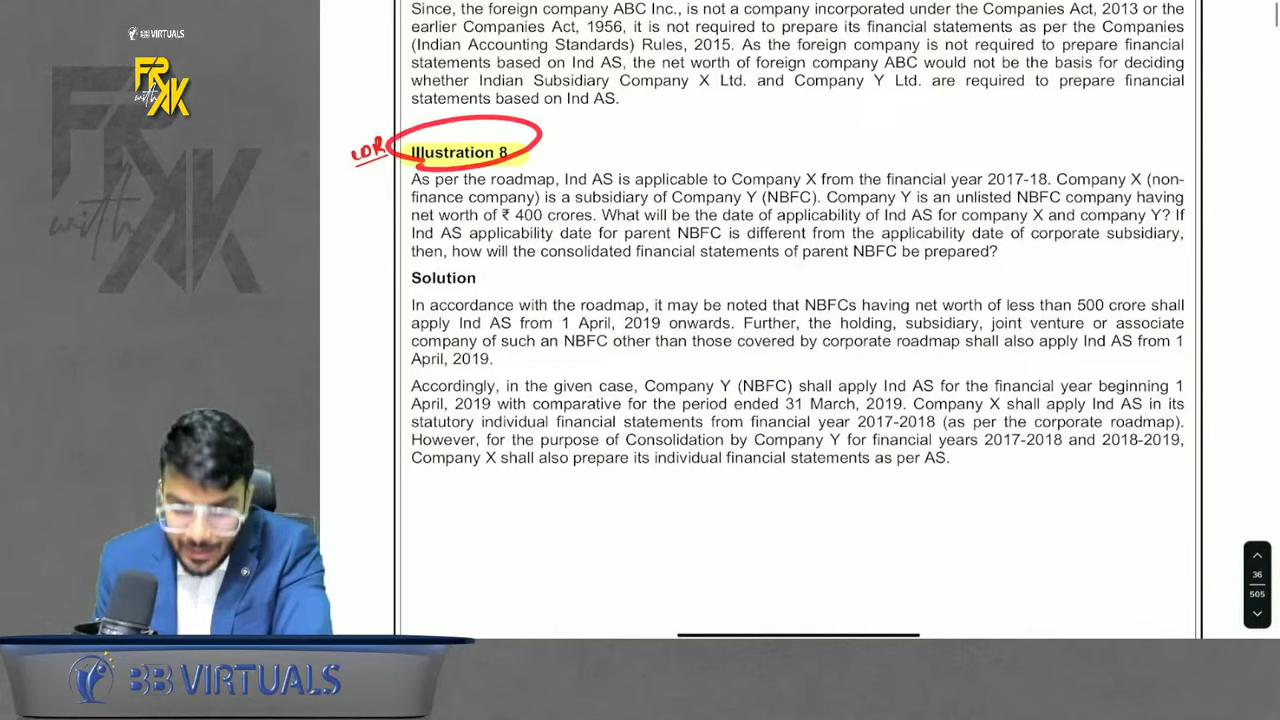 BB VIRTUALS
FR
with
AK
FR
with
AK
Since, the foreign company ABC Inc., is not a company incorporated under the Companies Act, 2013 or the
earlier Companies Act, 1956, it is not required to prepare its financial statements as per the Companies
(Indian Accounting Standards) Rules, 2015. As the foreign company is not required to prepare financial
statements based on Ind AS, the net worth of foreign company ABC would not be the basis for deciding
whether Indian Subsidiary Company X Ltd. and Company Y Ltd. are required to prepare financial
statements based on Ind AS.
LDR
Illustration 8
As per the roadmap, Ind AS is applicable to Company X from the financial year 2017-18. Company X (non-
finance company) is a subsidiary of Company Y (NBFC). Company Y is an unlisted NBFC company having
net worth of ₹ 400 crores. What will be the date of applicability of Ind AS for company X and company Y? If
Ind AS applicability date for parent NBFC is different from the applicability date of corporate subsidiary,
then, how will the consolidated financial statements of parent NBFC be prepared?
Solution
In accordance with the roadmap, it may be noted that NBFCs having net worth of less than 500 crore shall
apply Ind AS from 1 April, 2019 onwards. Further, the holding, subsidiary, joint venture or associate
company of such an NBFC other than those covered by corporate roadmap shall also apply Ind AS from 1
April, 2019.
Accordingly, in the given case, Company Y (NBFC) shall apply Ind AS for the financial year beginning 1
April, 2019 with comparative for the period ended 31 March, 2019. Company X shall apply Ind AS in its
statutory individual financial statements from financial year 2017-2018 (as per the corporate roadmap).
However, for the purpose of Consolidation by Company Y for financial years 2017-2018 and 2018-2019,
Company X shall also prepare its individual financial statements as per AS.
36
505
BB VIRTUALS